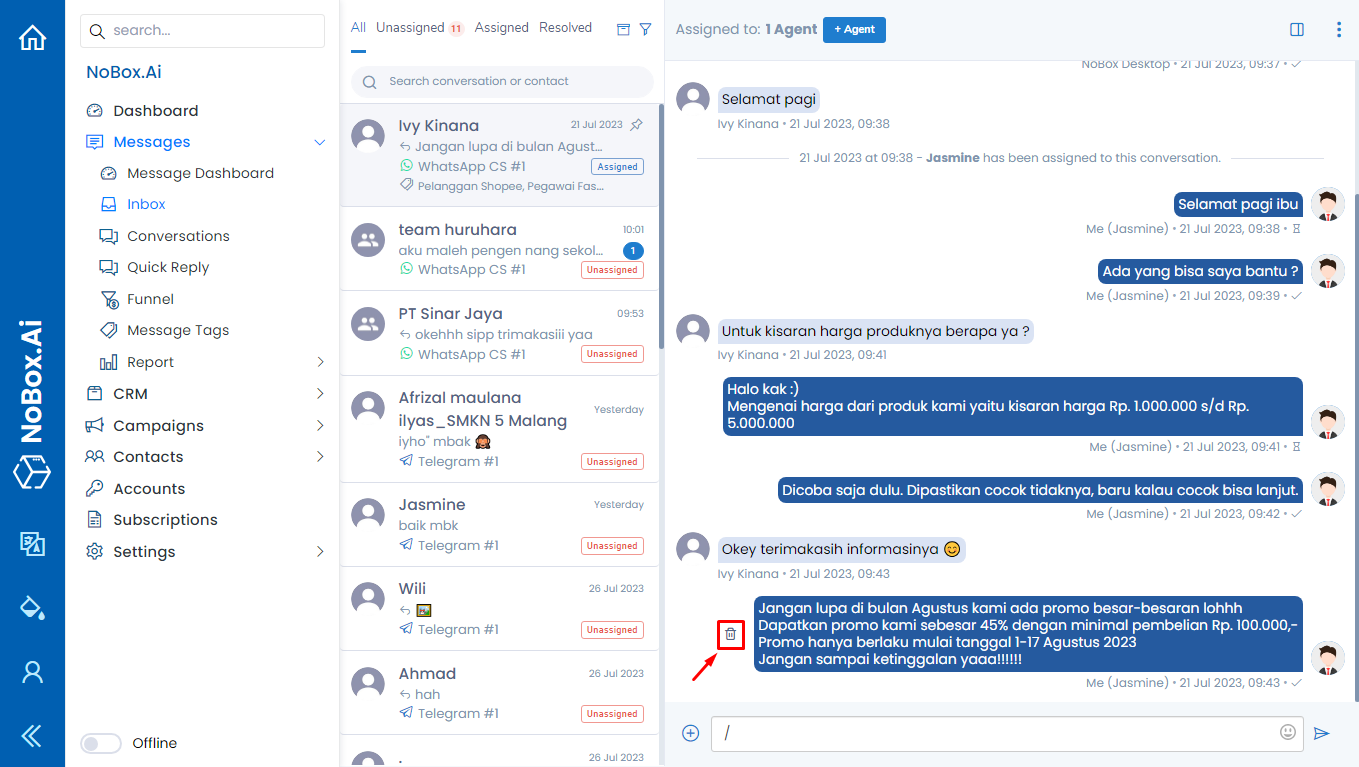 NoBox.Ai
search...
NoBox.Ai
Dashboard
Messages
Message Dashboard
Inbox
Conversations
Quick Reply
Funnel
Message Tags
Report
CRM
Campaigns
Contacts
Accounts
Subscriptions
Settings
Offline
All Unassigned 11 Assigned Resolved
Search conversation or contact
Ivy Kinana 21 Jul 2023
Jangan lupa di bulan Agust...
WhatsApp CS #1 Assigned
Pelanggan Shopee, Pegawai Fas...
team huruhara 10:01
aku maleh pengen nang sekol... 1
WhatsApp CS #1 Unassigned
PT Sinar Jaya 09:53
okehhh sipp trimakasiii yaa
WhatsApp CS #1 Unassigned
Afrizal maulana
ilyas_SMKN 5 Malang Yesterday
iyho" mbak 🙊
Telegram #1 Unassigned
Jasmine Yesterday
baik mbk
Telegram #1 Unassigned
Wili 26 Jul 2023
Telegram #1 Unassigned
Ahmad 26 Jul 2023
hah
Telegram #1 Unassigned
26 Jul 2023
Assigned to: 1 Agent + Agent
NoBox Desktop • 21 Jul 2023, 09:37 • ✓
Selamat pagi
Ivy Kinana • 21 Jul 2023, 09:38
21 Jul 2023 at 09:38 - Jasmine has been assigned to this conversation.
Selamat pagi ibu
Me (Jasmine) • 21 Jul 2023, 09:38 •
Ada yang bisa saya bantu ?
Me (Jasmine) • 21 Jul 2023, 09:39 • ✓
Untuk kisaran harga produknya berapa ya ?
Ivy Kinana • 21 Jul 2023, 09:41
Halo kak :)
Mengenai harga dari produk kami yaitu kisaran harga Rp. 1.000.000 s/d Rp.
5.000.000
Me (Jasmine) • 21 Jul 2023, 09:41 •
Dicoba saja dulu. Dipastikan cocok tidaknya, baru kalau cocok bisa lanjut.
Me (Jasmine) • 21 Jul 2023, 09:42 • ✓
Okey terimakasih informasinya 😊
Ivy Kinana • 21 Jul 2023, 09:43
Jangan lupa di bulan Agustus kami ada promo besar-besaran lohhh
Dapatkan promo kami sebesar 45% dengan minimal pembelian Rp. 100.000,-
Promo hanya berlaku mulai tanggal 1-17 Agustus 2023
Jangan sampai ketinggalan yaaa!!!!!!
Me (Jasmine) • 21 Jul 2023, 09:43 • ✓
/